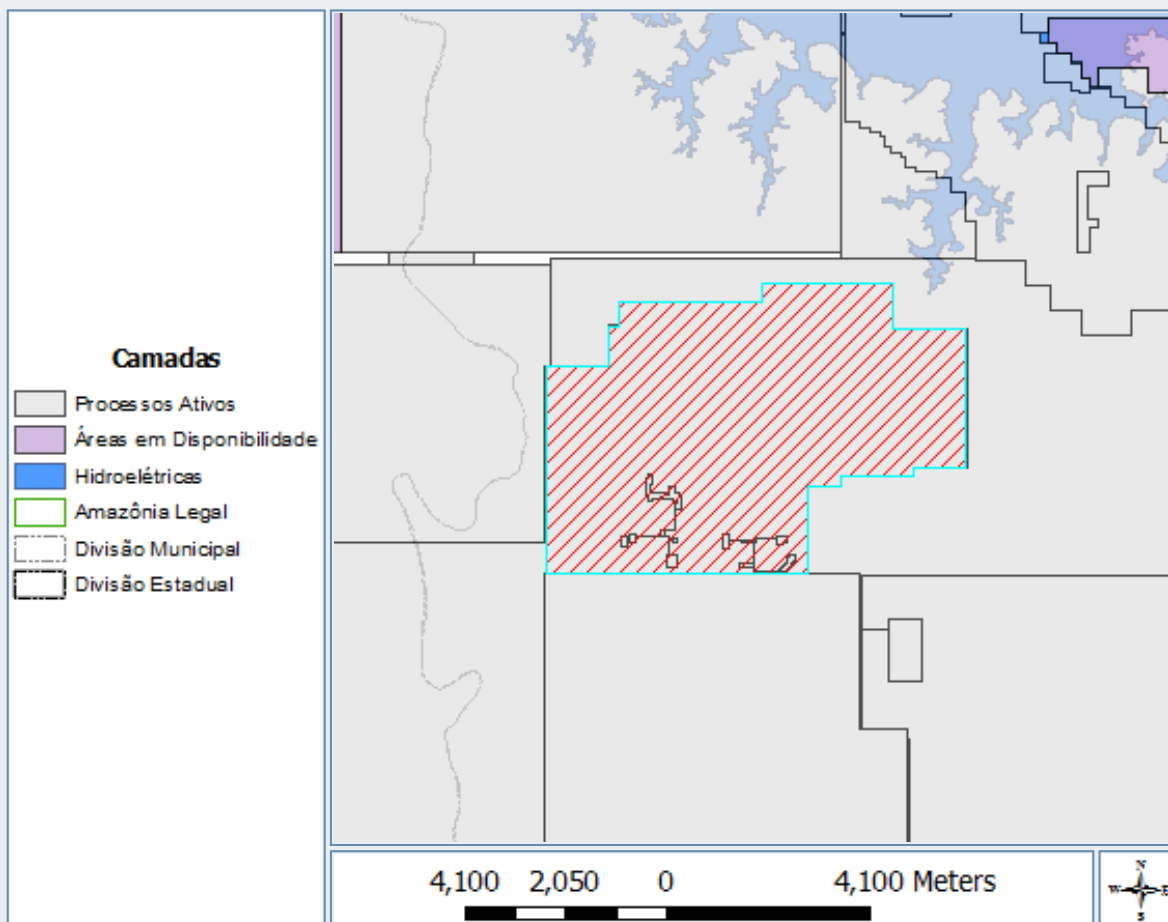 Camadas
Processos Ativos
Áreas em Disponibilidade
Hidroelétricas
Amazônia Legal
Divisão Municipal
Divisão Estadual
4,100 2,050 0 4,100 Meters
N
W E
S